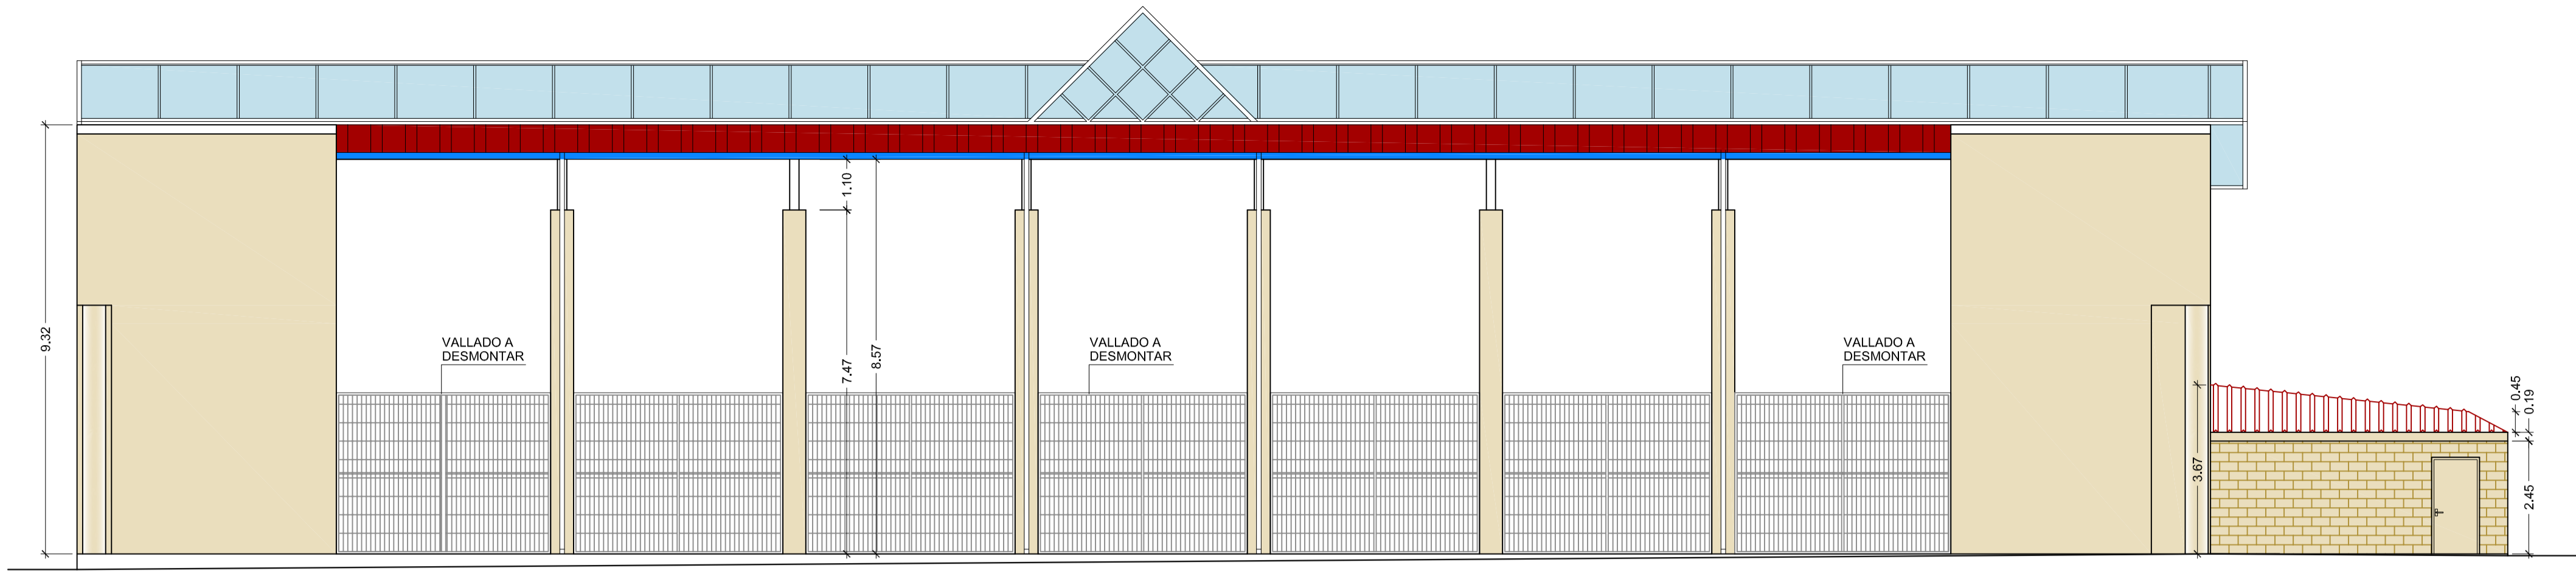 9.32
VALLADO A
DESMONTAR
1.10
7.47
8.57
VALLADO A
DESMONTAR
VALLADO A
DESMONTAR
3.67
0.45
0.19
2.45